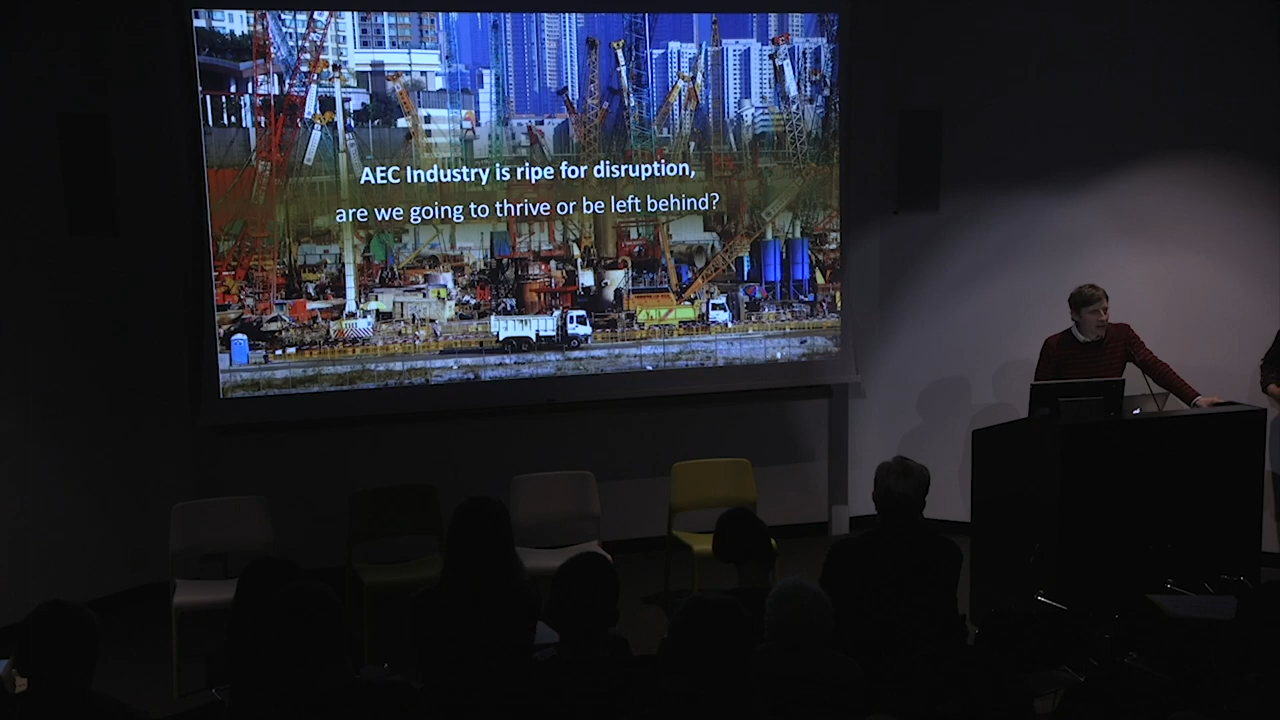 AEC Industry is ripe for disruption,
are we going to thrive or be left behind?